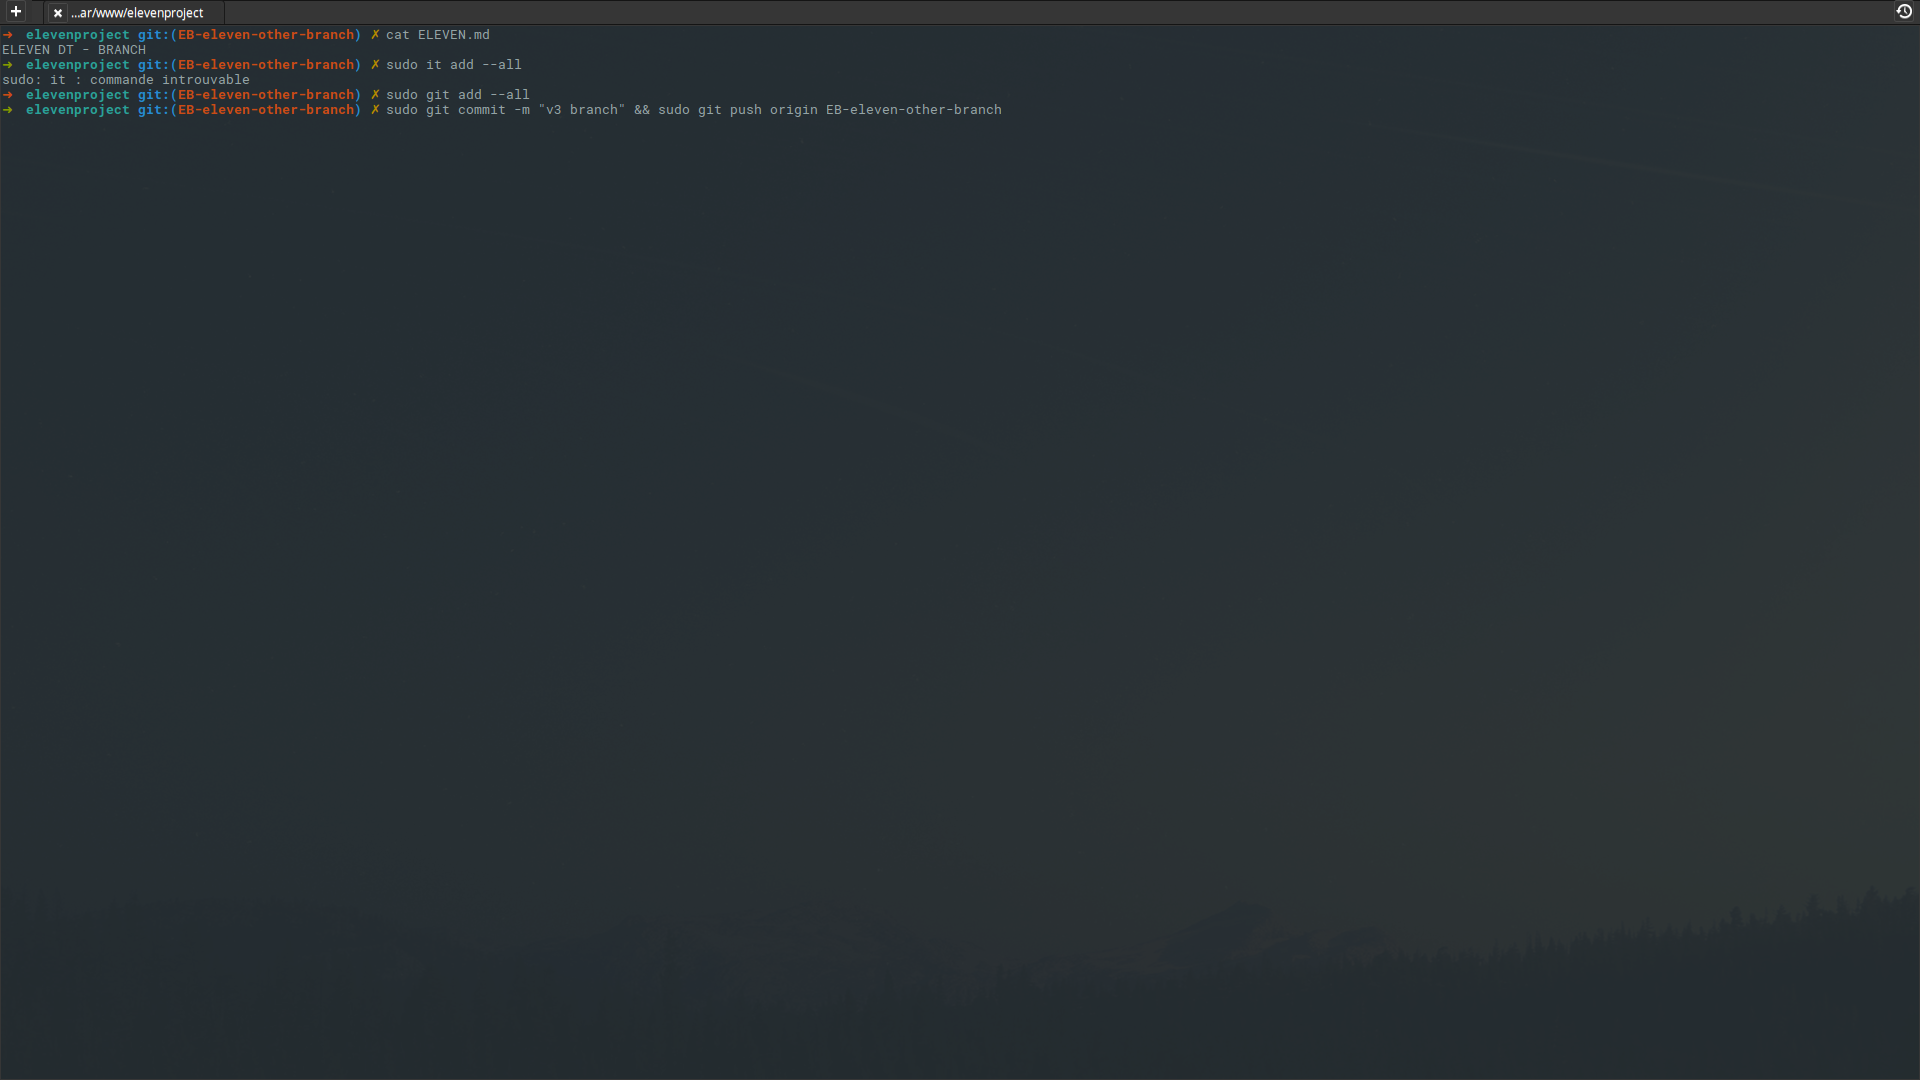 ...ar/www/elevenproject
➜ elevenproject git:(EB-eleven-other-branch) ✗ cat ELEVEN.md
ELEVEN DT - BRANCH
➜ elevenproject git:(EB-eleven-other-branch) ✗ sudo it add --all
sudo: it : commande introuvable
➜ elevenproject git:(EB-eleven-other-branch) ✗ sudo git add --all
➜ elevenproject git:(EB-eleven-other-branch) ✗ sudo git commit -m "v3 branch" && sudo git push origin EB-eleven-other-branch